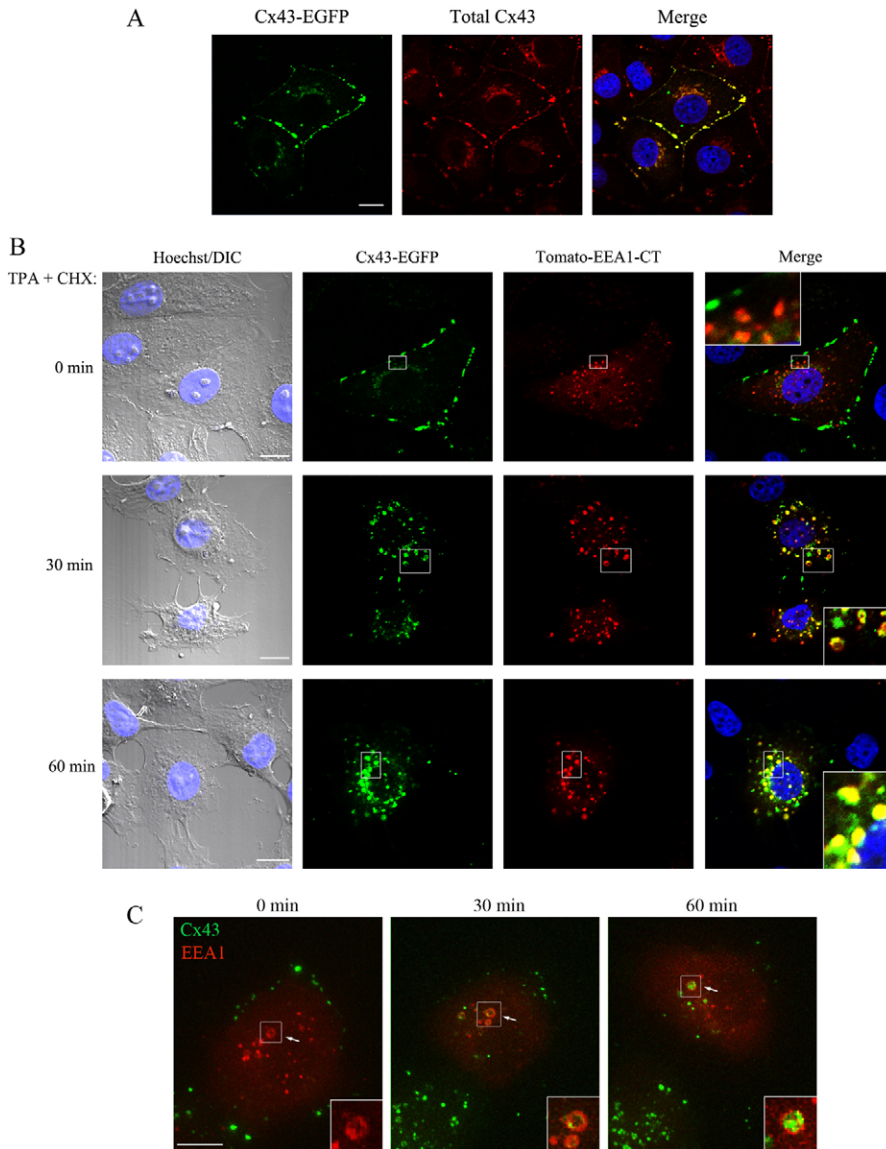 A
Cx43-EGFP Total Cx43 Merge
B
Hoechst/DIC Cx43-EGFP Tomato-EEA1-CT Merge
TPA + CHX:
0 min
30 min
60 min
C
0 min 30 min 60 min
Cx43
EEA1